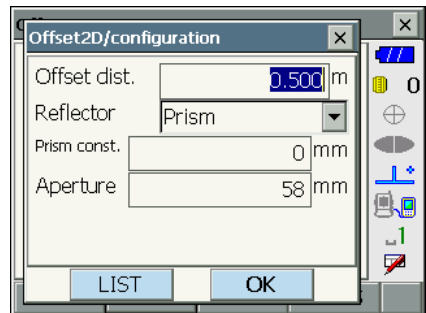 Offset2D/configuration
Offset dist. 0.500 m
Reflector Prism
Prism const. 0 mm
Aperture 58 mm
LIST OK
0
1